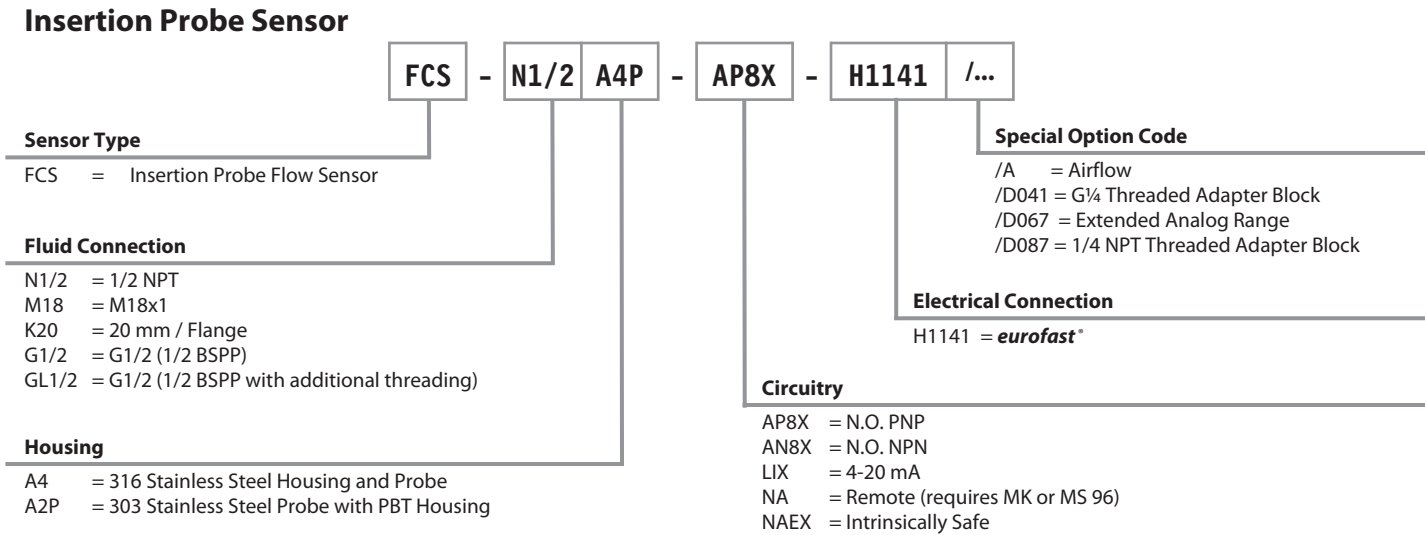 Insertion Probe Sensor
FCS - N1/2 A4P - AP8X - H1141 /...
Sensor Type
FCS = Insertion Probe Flow Sensor
Fluid Connection
N1/2 = 1/2 NPT
M18 = M18x1
K20 = 20 mm / Flange
G1/2 = G1/2 (1/2 BSPP)
GL1/2 = G1/2 (1/2 BSPP with additional threading)
Housing
A4 = 316 Stainless Steel Housing and Probe
A2P = 303 Stainless Steel Probe with PBT Housing
Special Option Code
/A = Airflow
/D041 = G¼ Threaded Adapter Block
/D067 = Extended Analog Range
/D087 = 1/4 NPT Threaded Adapter Block
Electrical Connection
H1141 = eurofast®
Circuitry
AP8X = N.O. PNP
AN8X = N.O. NPN
LIX = 4-20 mA
NA = Remote (requires MK or MS 96)
NAEX = Intrinsically Safe